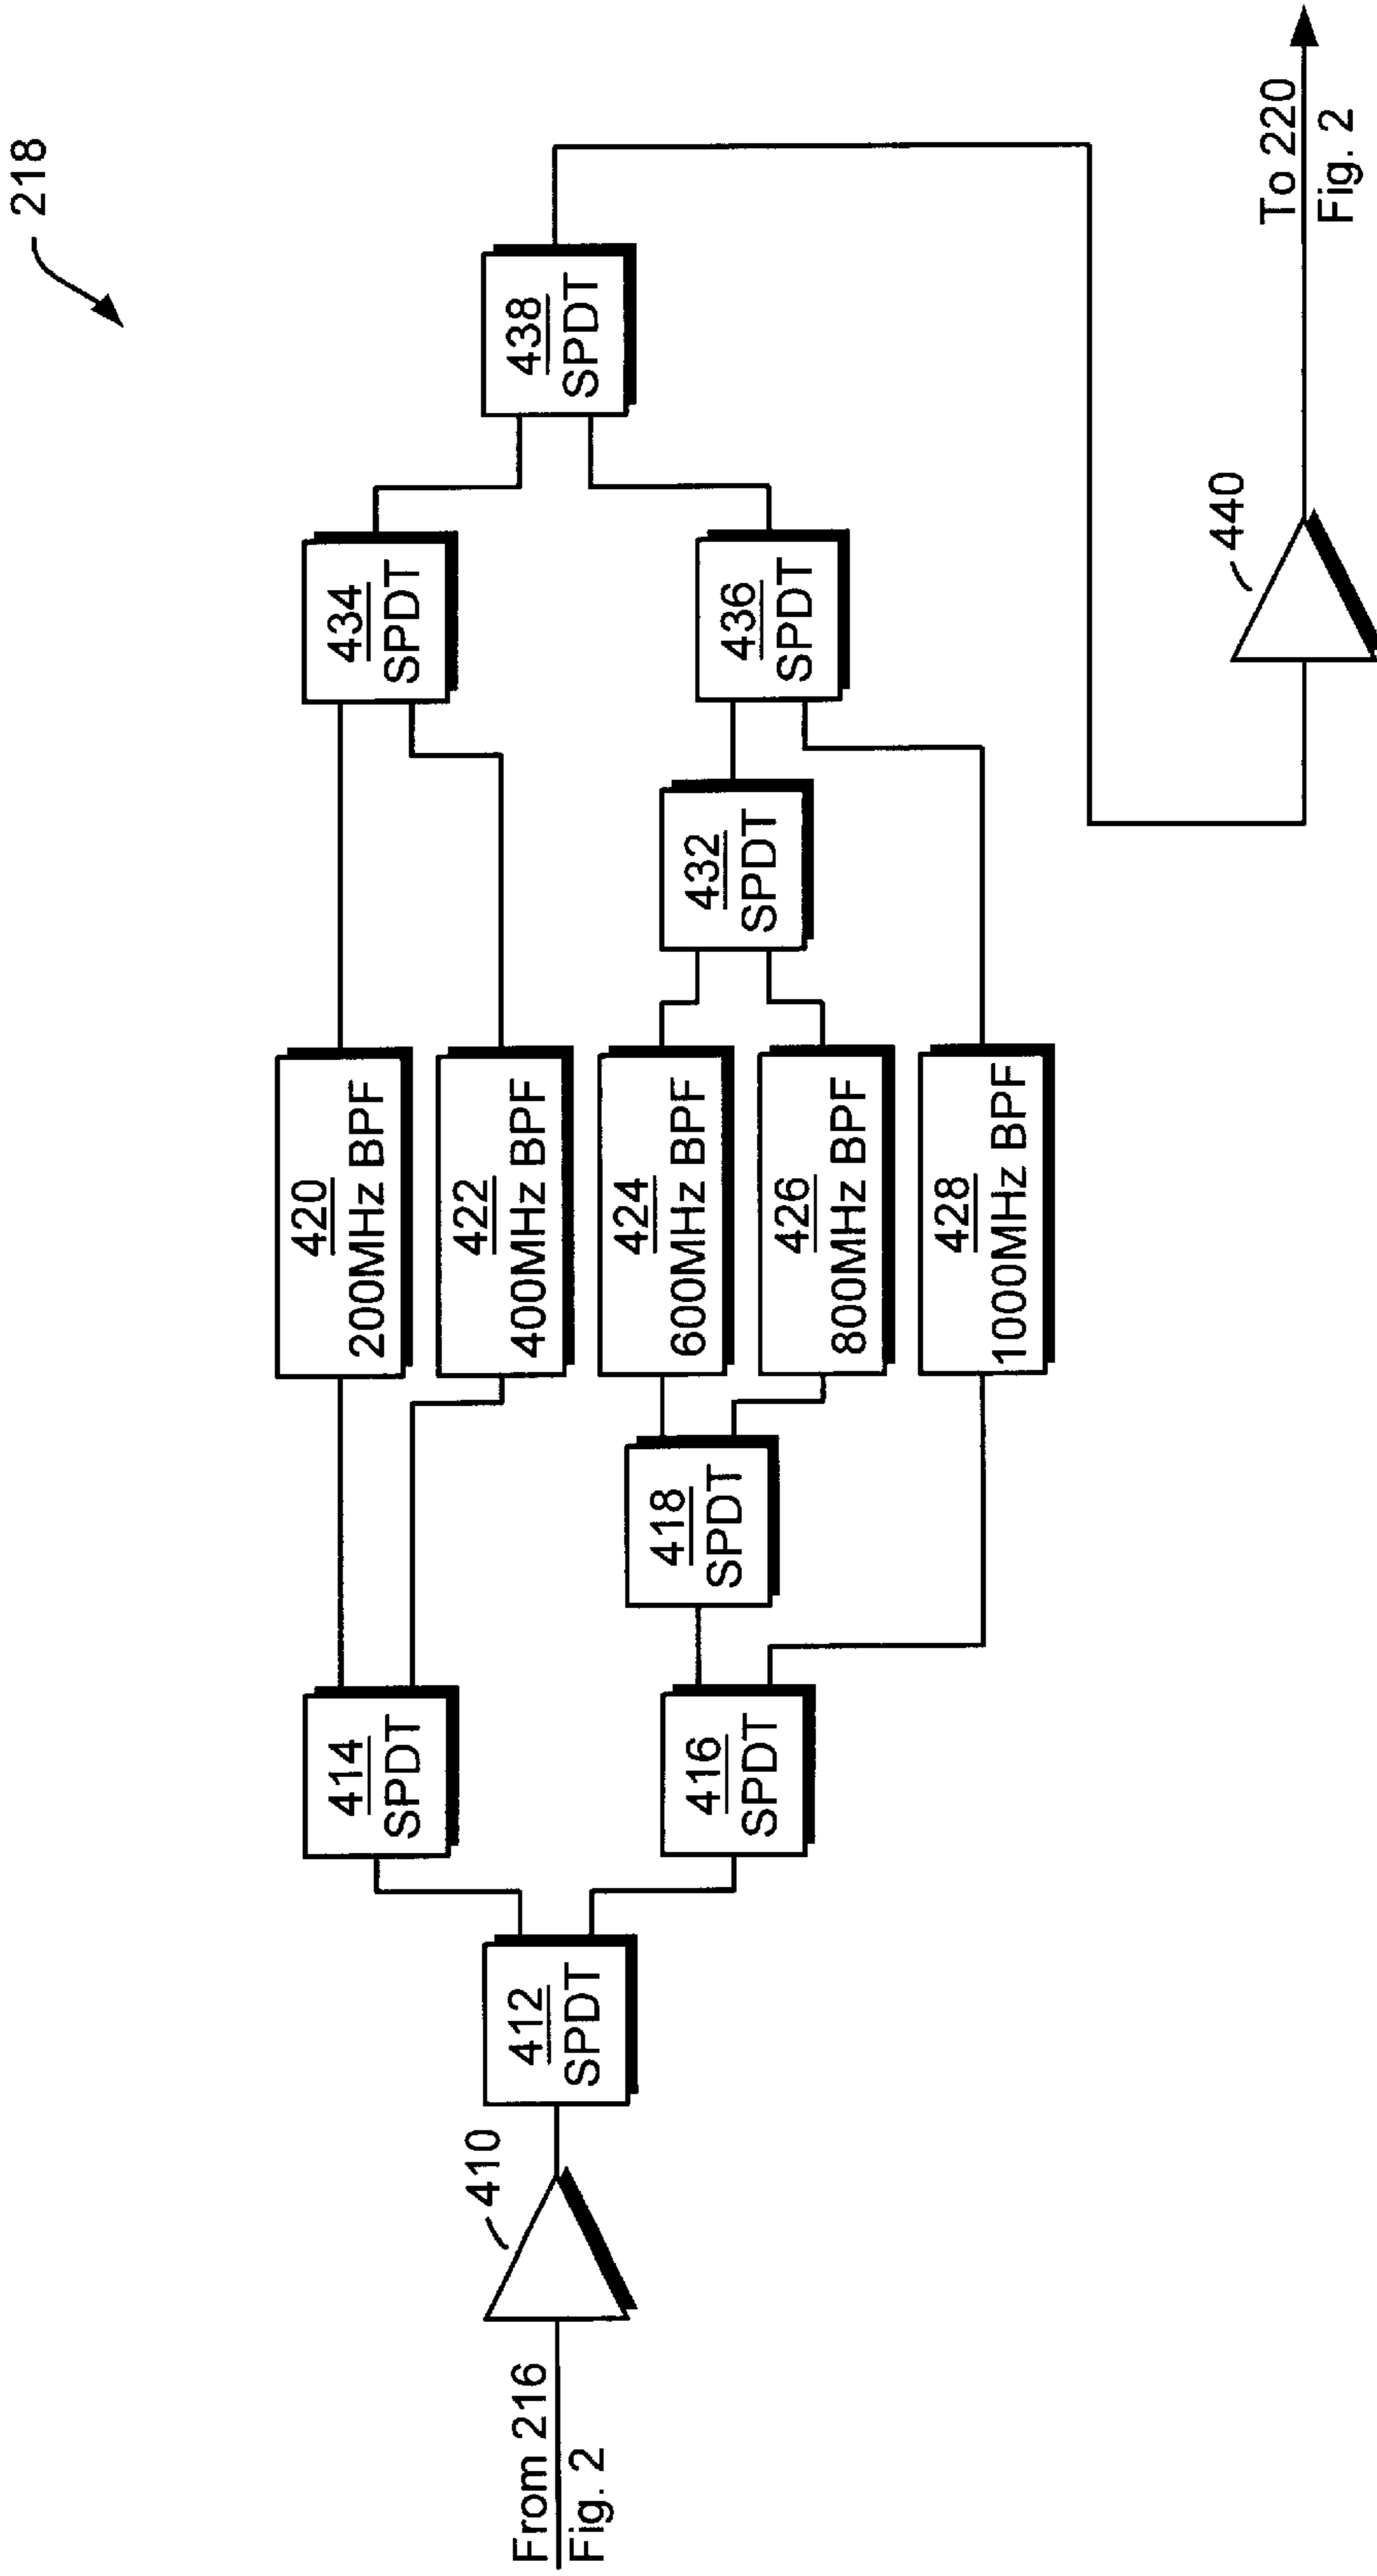 218
From 216
Fig. 2
410
412
SPDT
414
SPDT
416
SPDT
418
SPDT
420
200MHz BPF
422
400MHz BPF
424
600MHz BPF
426
800MHz BPF
428
1000MHz BPF
432
SPDT
434
SPDT
436
SPDT
438
SPDT
440
To 220
Fig. 2